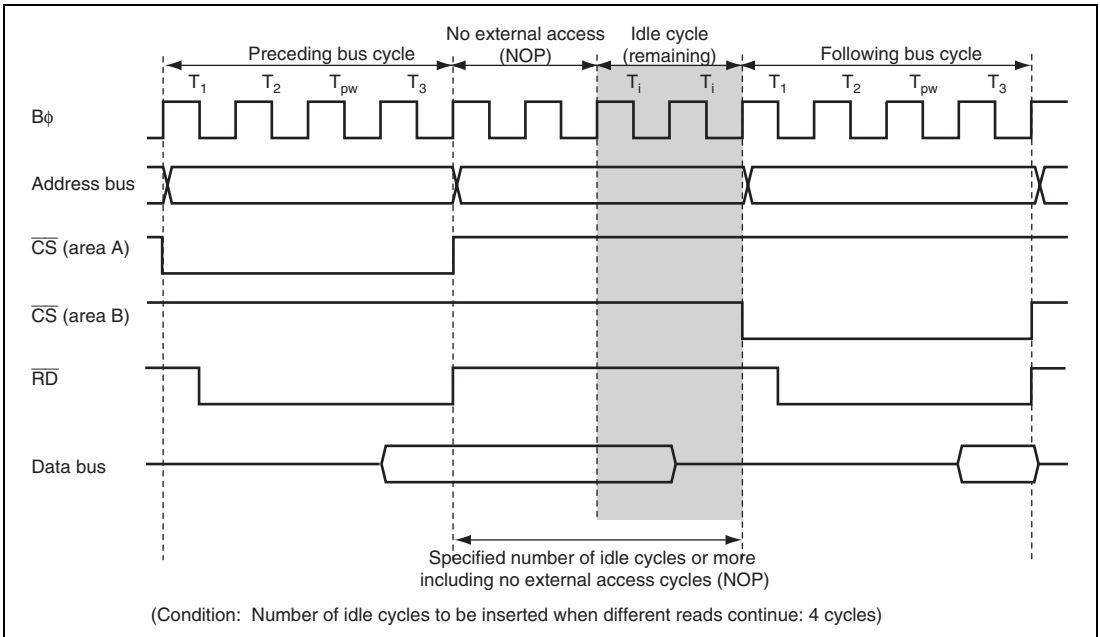 No external access Idle cycle
Preceding bus cycle (NOP) (remaining) Following bus cycle
T₁ T₂ Tpw T₃ Tᵢ Tᵢ T₁ T₂ Tpw T₃
Bφ
Address bus
C̅S̅ (area A)
C̅S̅ (area B)
R̅D̅
Data bus
Specified number of idle cycles or more
including no external access cycles (NOP)
(Condition: Number of idle cycles to be inserted when different reads continue: 4 cycles)